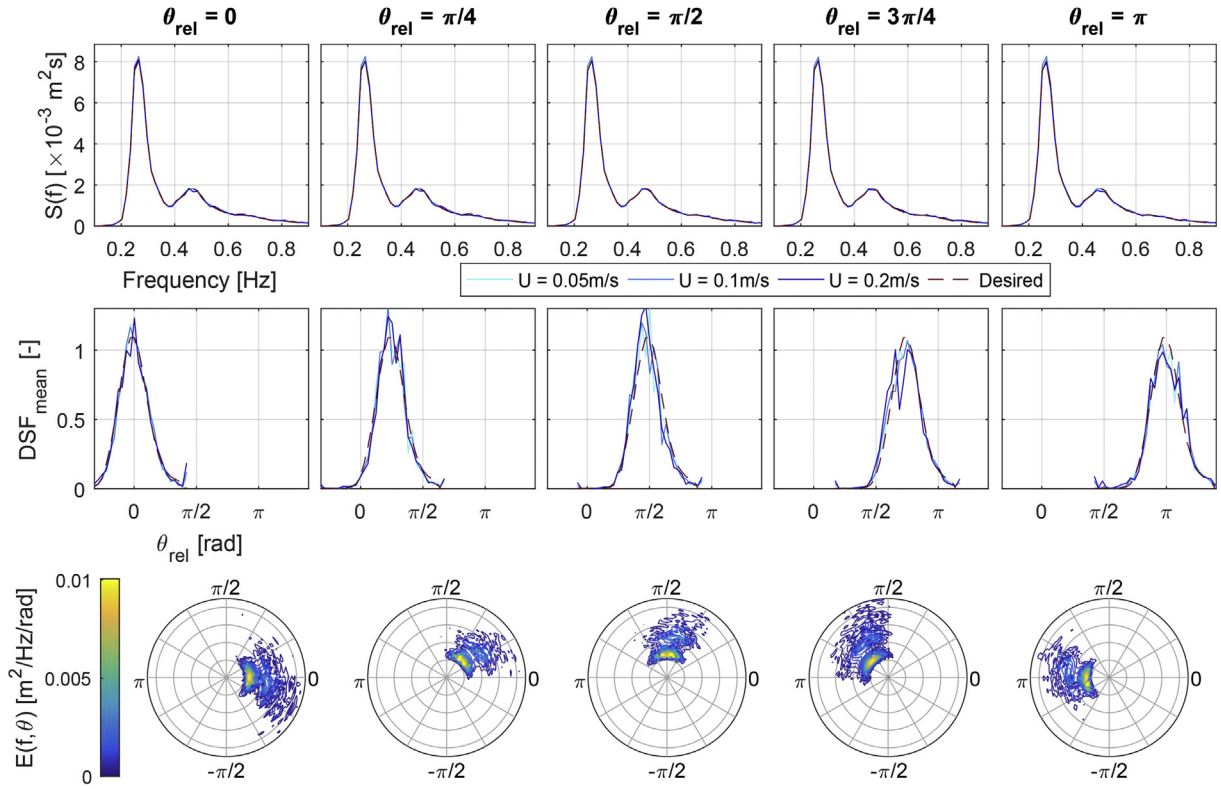 θrel = 0 θrel = π/4 θrel = π/2 θrel = 3π/4 θrel = π
S(f) [×10⁻³ m²s]
8
6
4
2
0
0.2 0.4 0.6 0.8 0.2 0.4 0.6 0.8 0.2 0.4 0.6 0.8 0.2 0.4 0.6 0.8 0.2 0.4 0.6 0.8
Frequency [Hz]
U = 0.05m/s U = 0.1m/s U = 0.2m/s Desired
DSFmean [-]
1
0.5
0
0 π/2 π 0 π/2 π 0 π/2 π 0 π/2 π 0 π/2 π
θrel [rad]
E(f,θ) [m²/Hz/rad]
0.01
0.005
0
π/2 π/2 π/2 π/2 π/2
π 0 π 0 π 0 π 0 π 0
-π/2 -π/2 -π/2 -π/2 -π/2